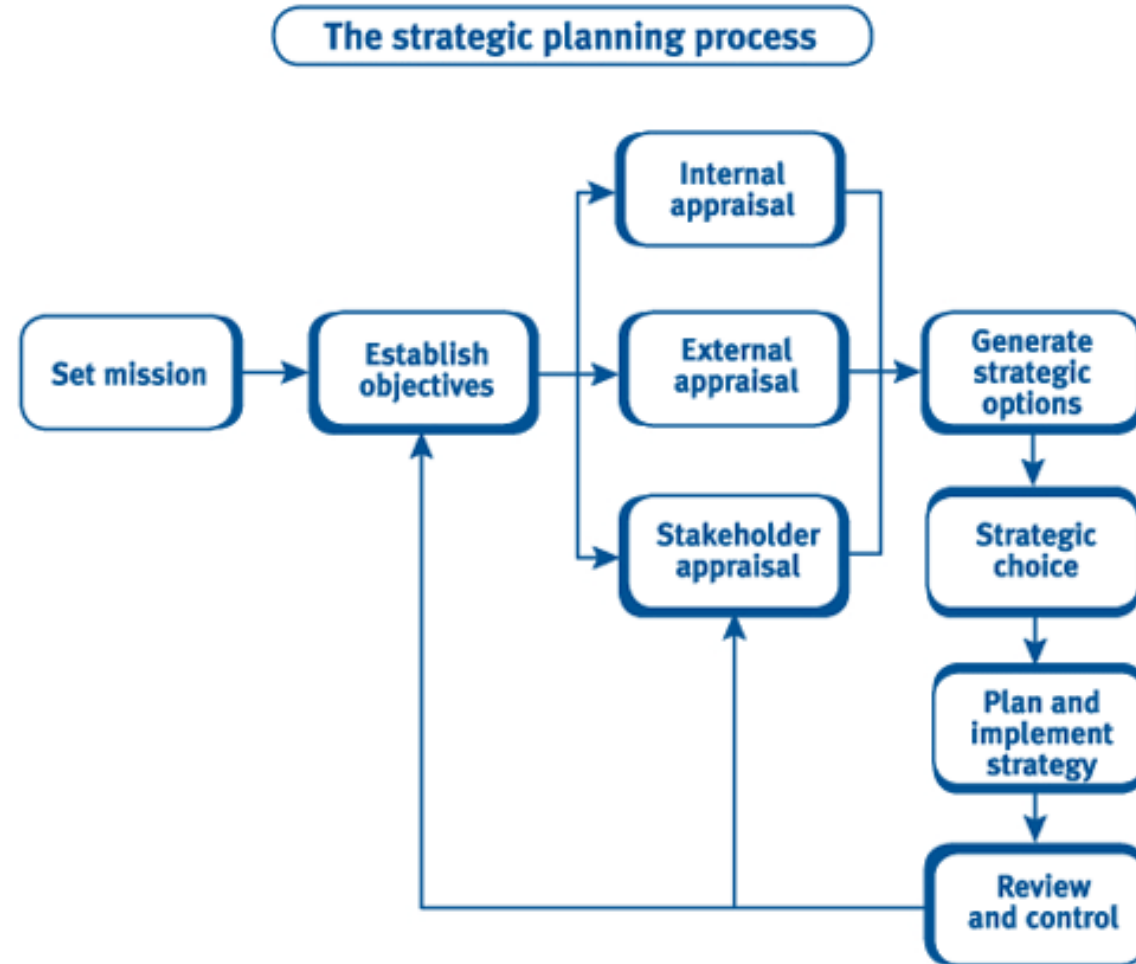 The strategic planning process
Internal
appraisal
Set mission
Establish
objectives
External
appraisal
Generate
strategic
options
Stakeholder
appraisal
Strategic
choice
Plan and
implement
strategy
Review
and control